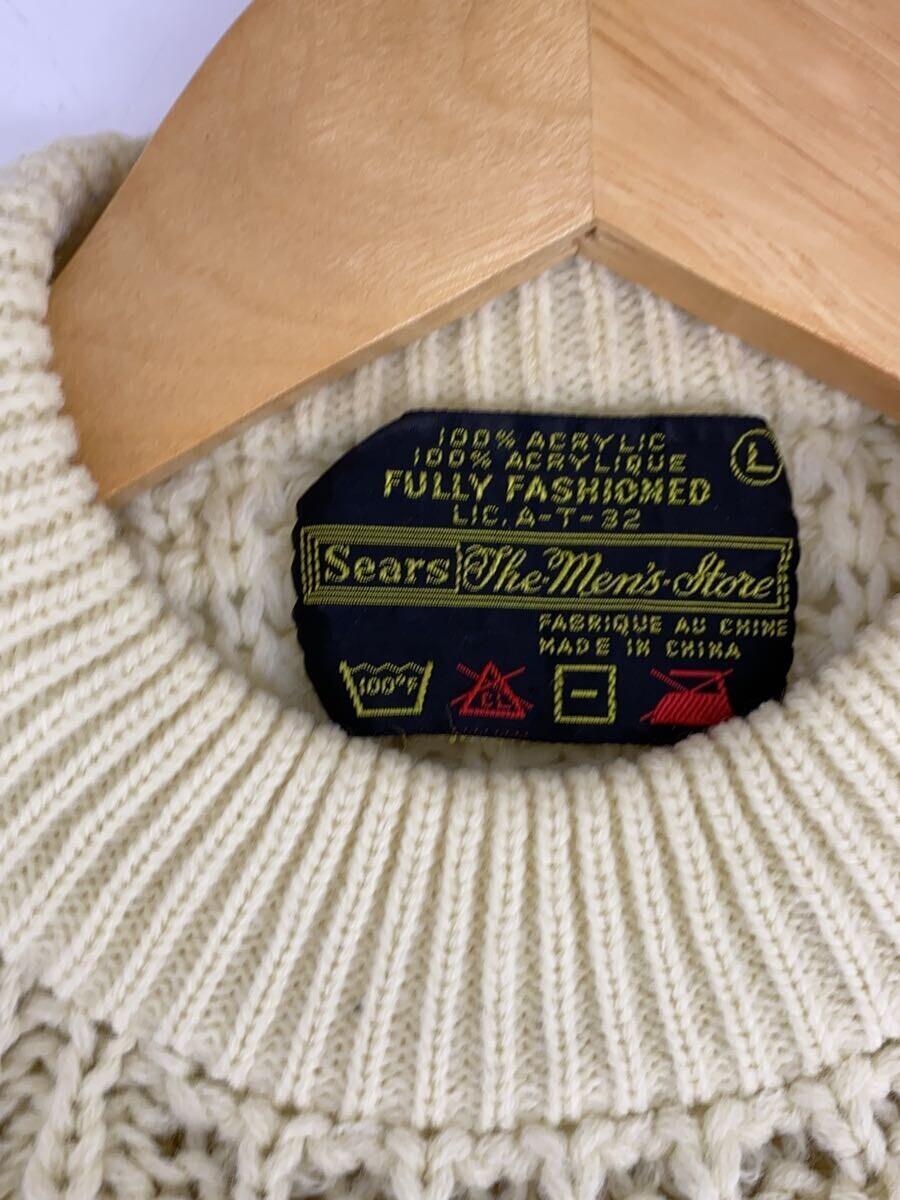 100% ACRYLIC
100% ACRYLIQUE
L
FULLY FASHIONED
LIC. A-T-32
Sears The Men's Store
FABRIQUE AU CHINE
MADE IN CHINA
100°F
CL